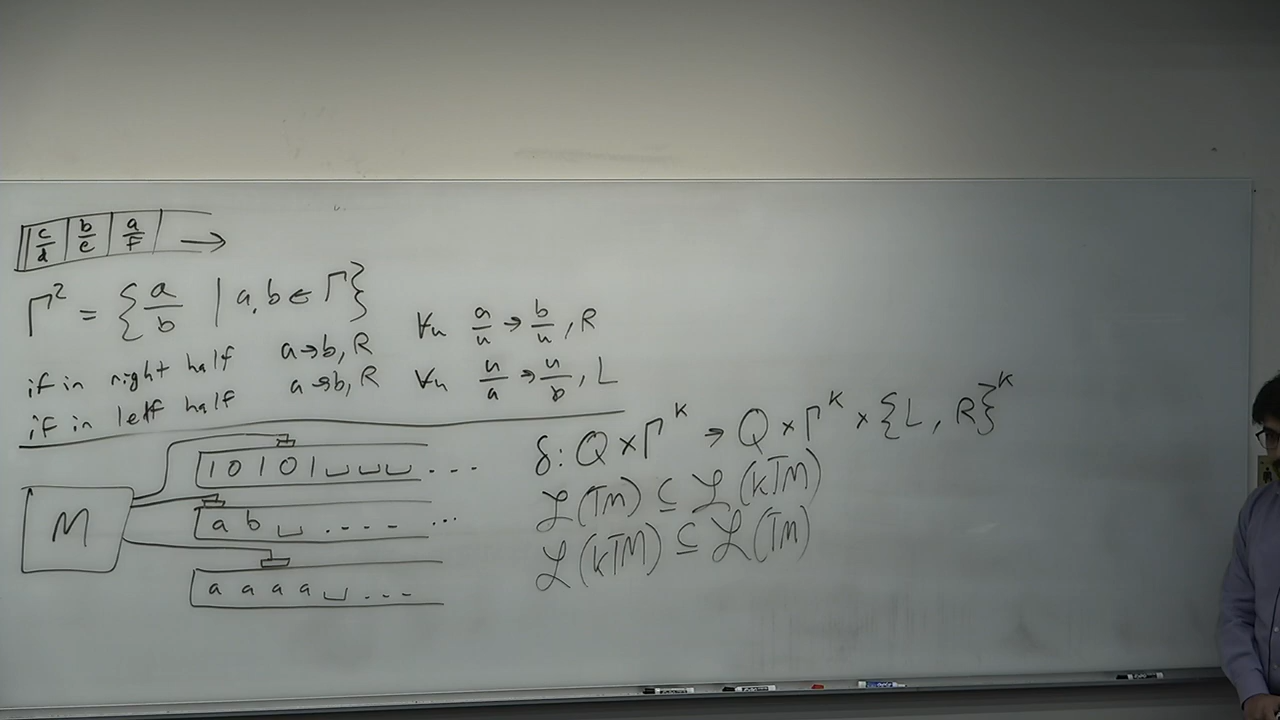 c/d b/e a/F →
Γ² = {a/b | a,b ∈ Γ}
if in right half a→b, R ∀u a/u → b/u, R
if in left half a→b, R ∀u u/a → u/b, L
M
1 0 1 0 1 ⊔ ⊔ ⊔ ...
a b ⊔ .... ...
a a a a ⊔ ...
δ: Q × Γ^k → Q × Γ^k × {L, R}^k
ℒ(TM) ⊆ ℒ(kTM)
ℒ(kTM) ⊆ ℒ(TM)